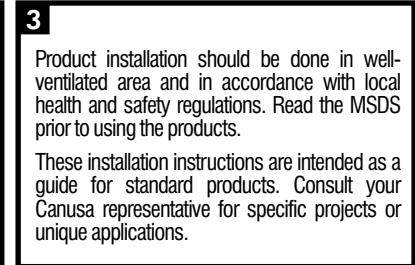 3
Product installation should be done in well-
ventilated area and in accordance with local
health and safety regulations. Read the MSDS
prior to using the products.
These installation instructions are intended as a
guide for standard products. Consult your
Canusa representative for specific projects or
unique applications.